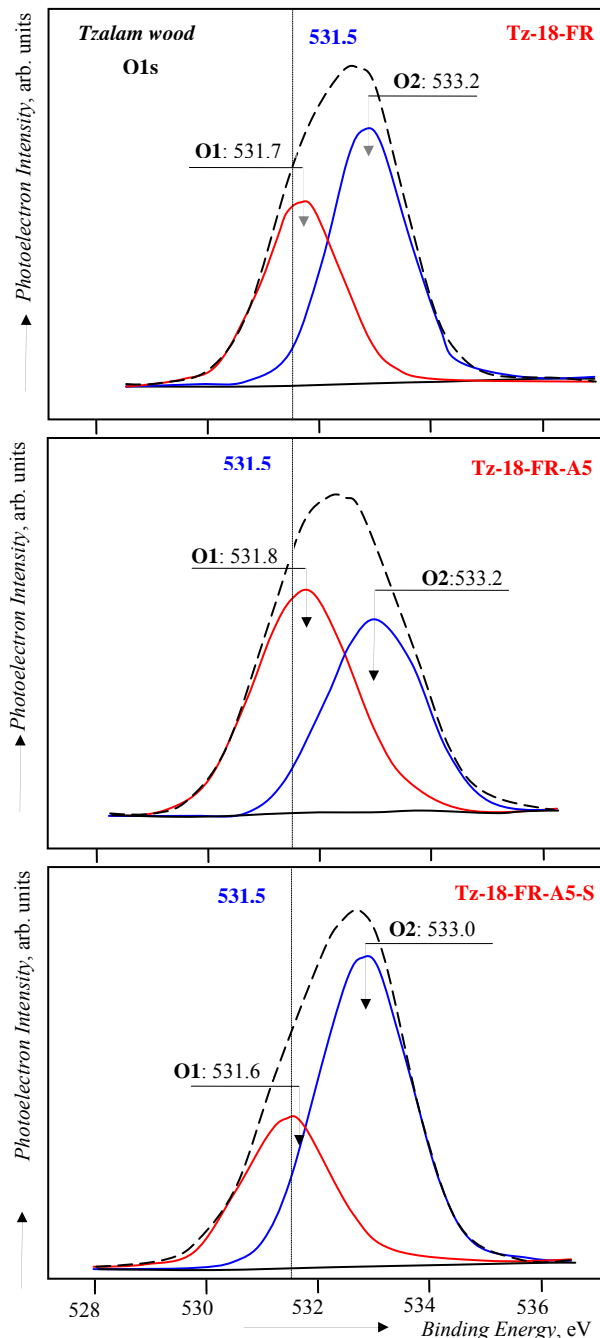 Tzalam wood
O1s
531.5
Tz-18-FR
O2: 533.2
O1: 531.7
Photoelectron Intensity, arb. units
531.5
Tz-18-FR-A5
O1: 531.8
O2:533.2
Photoelectron Intensity, arb. units
531.5
Tz-18-FR-A5-S
O2: 533.0
O1: 531.6
Photoelectron Intensity, arb. units
528 530 532 534 536
Binding Energy, eV